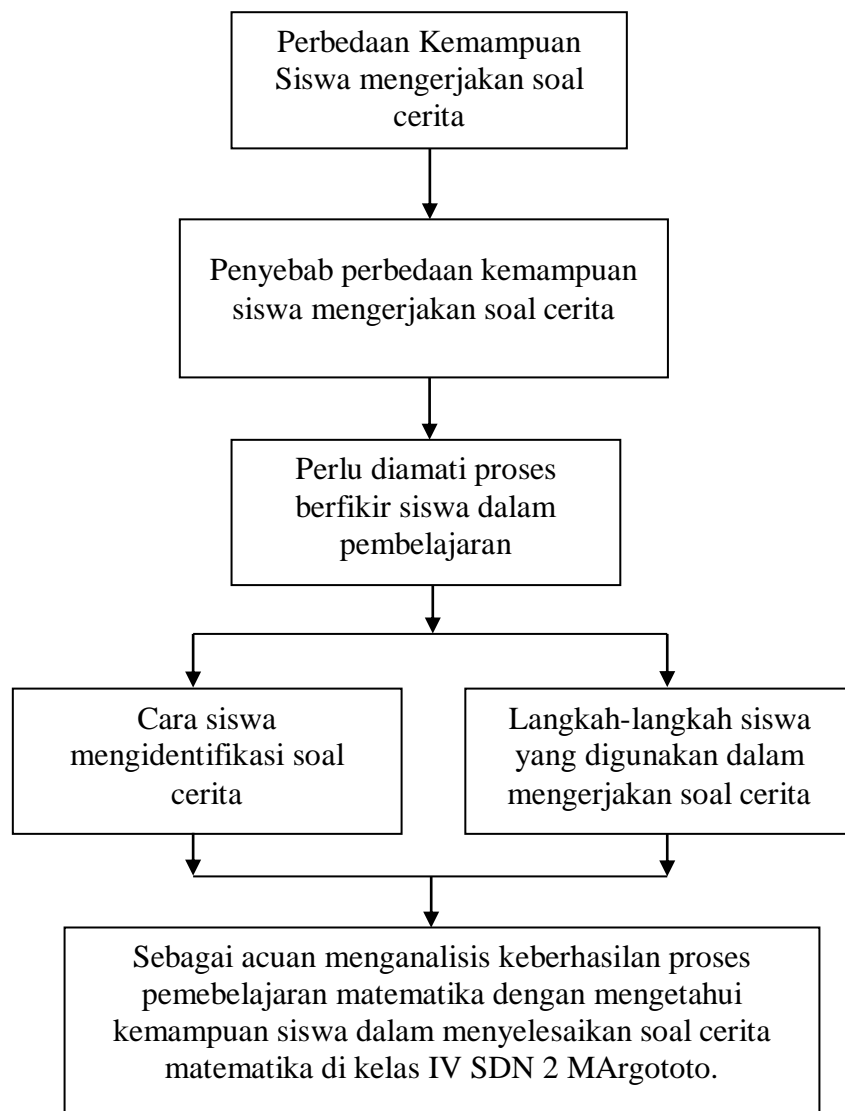 Perbedaan Kemampuan
Siswa mengerjakan soal
cerita
Penyebab perbedaan kemampuan
siswa mengerjakan soal cerita
Perlu diamati proses
berfikir siswa dalam
pembelajaran
Cara siswa
mengidentifikasi soal
cerita
Langkah-langkah siswa
yang digunakan dalam
mengerjakan soal cerita
Sebagai acuan menganalisis keberhasilan proses
pemebelajaran matematika dengan mengetahui
kemampuan siswa dalam menyelesaikan soal cerita
matematika di kelas IV SDN 2 MArgototo.